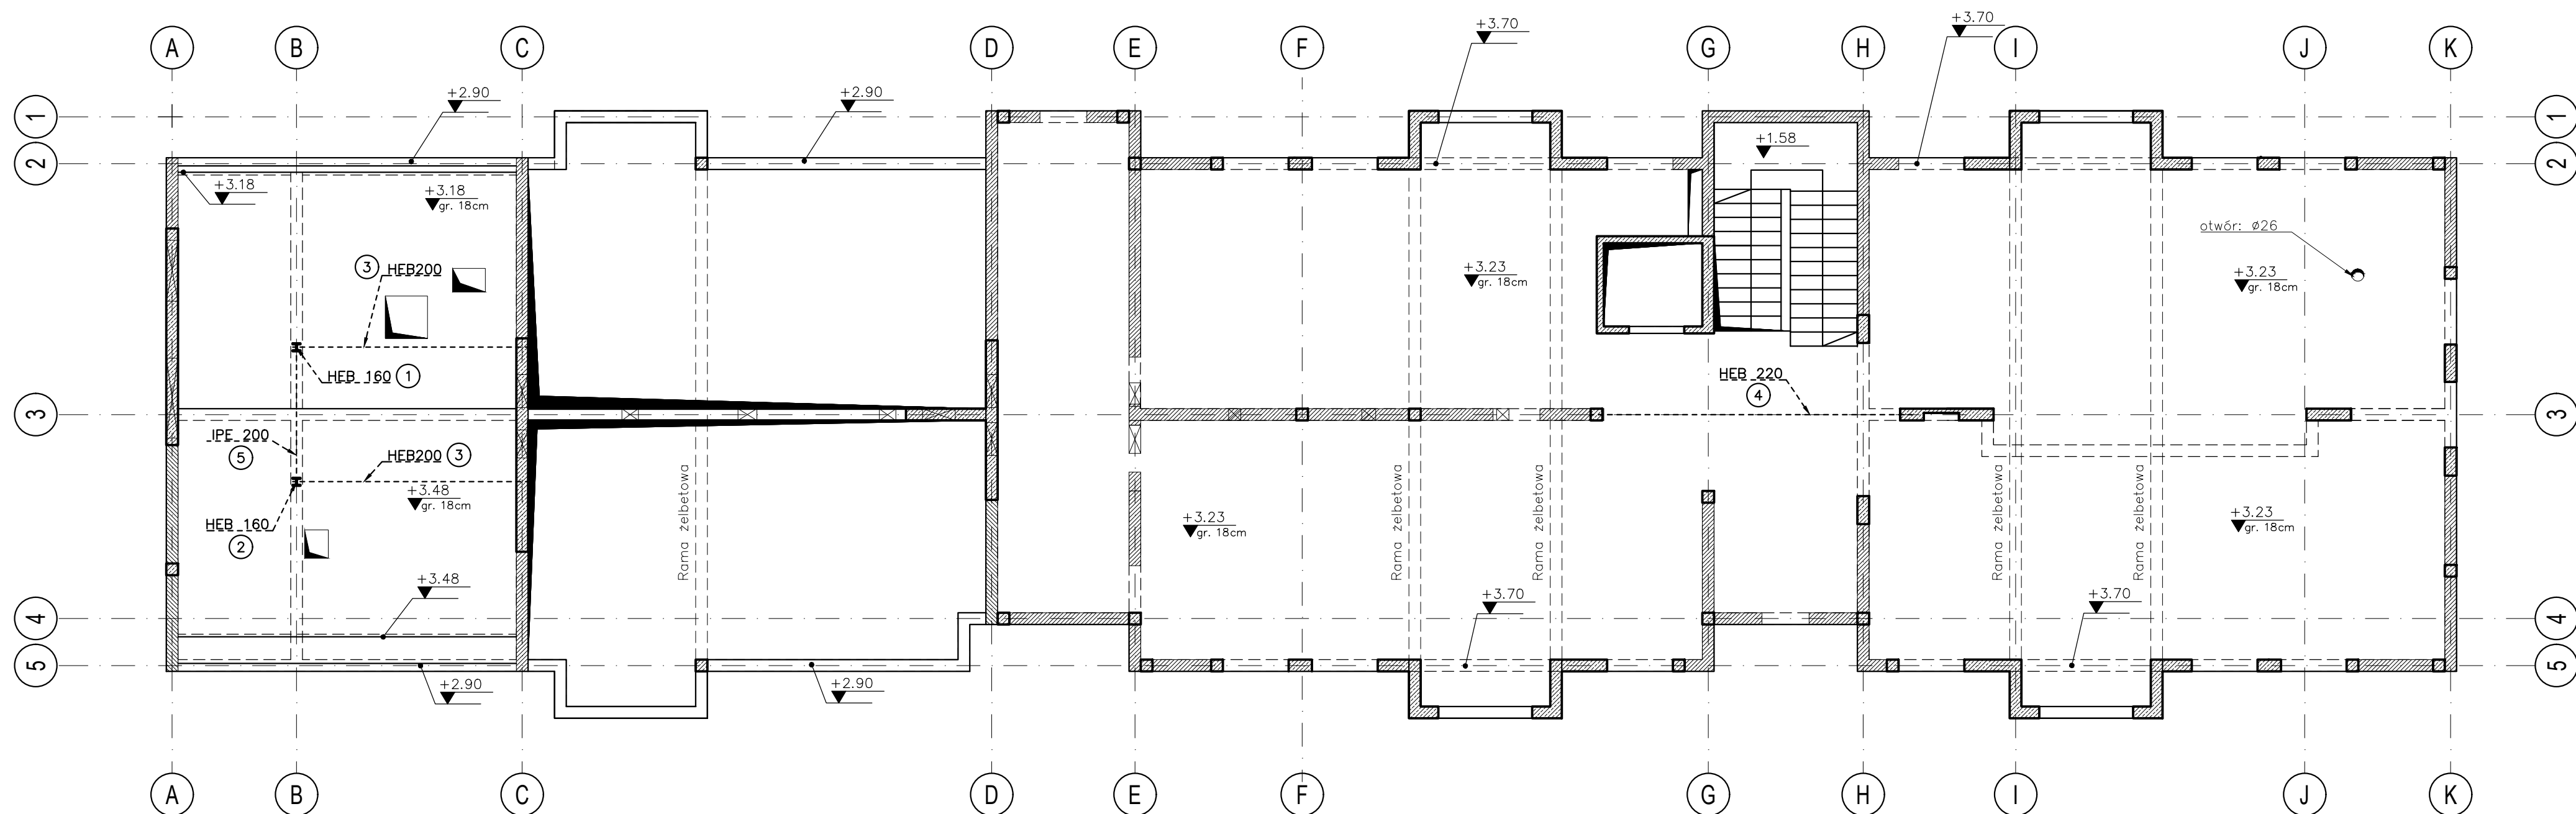 +3.70
+3.70
A
B
C
D
E
F
G
H
I
J
K
+2.90
+2.90
1
1
+1.58
2
2
+3.18
+3.18
gr. 18cm
otwór: ø26
3
HEB200
+3.23
gr. 18cm
+3.23
gr. 18cm
HEB 160
1
HEB 220
4
3
3
IPE 200
5
HEB200
3
Rama żelbetowa
Rama żelbetowa
Rama żelbetowa
Rama żelbetowa
Rama żelbetowa
+3.48
gr. 18cm
HEB 160
2
+3.23
gr. 18cm
+3.23
gr. 18cm
+3.48
+3.70
+3.70
4
4
5
5
+2.90
+2.90
A
B
C
D
E
F
G
H
I
J
K